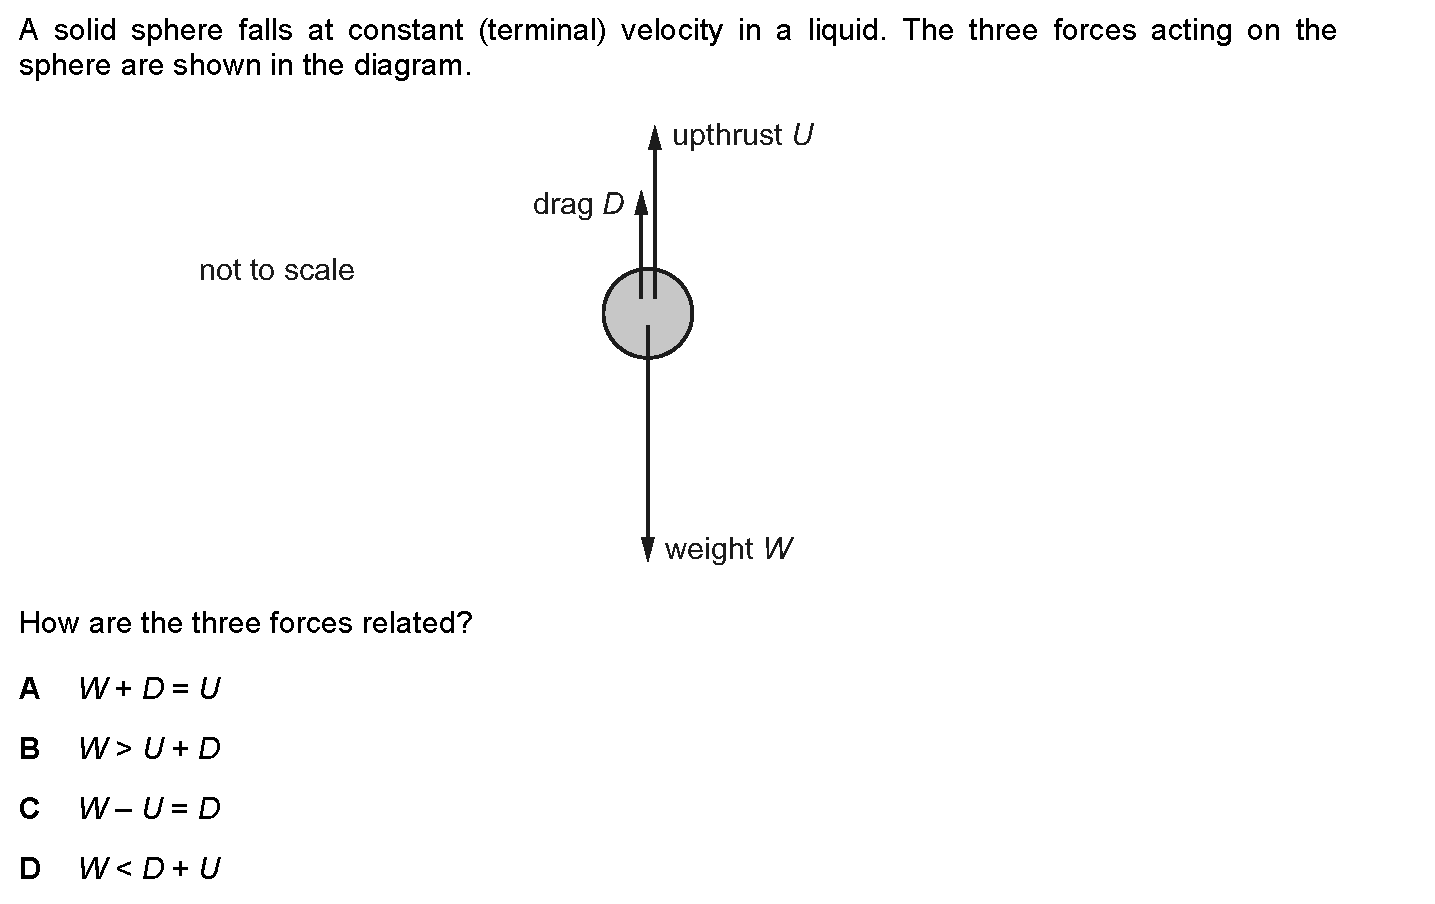 A solid sphere falls at constant (terminal) velocity in a liquid. The three forces acting on the
sphere are shown in the diagram.
upthrust U
drag D
not to scale
weight W
How are the three forces related?
A W + D = U
B W > U + D
C W – U = D
D W < D + U